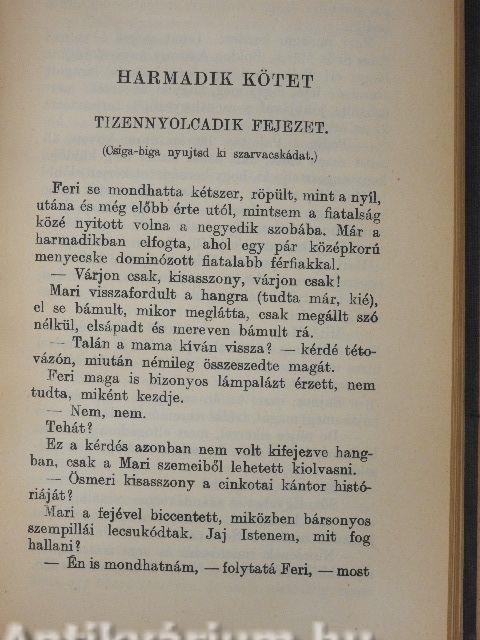 HARMADIK KÖTET
TIZENNYOLCADIK FEJEZET.
(Csiga-biga nyujtsd ki szarvacskádat.)
Feri se mondhatta kétszer, röpült, mint a nyíl,
utána és még előbb érte utól, mintsem a fiatalság
közé nyitott volna a negyedik szobába. Már a
harmadikban elfogta, ahol egy pár középkorú
menyecske dominózott fiatalabb férfiakkal.
— Várjon csak, kisasszony, várjon csak!
Mari visszafordult a hangra (tudta már, kié),
el se bámult, mikor meglátta, csak megállt szó
nélkül, elsápadt és mereven bámult rá.
— Talán a mama kíván vissza? — kérdé této-
vázón, miután némileg összeszedte magát.
Feri maga is bizonyos lámpalázt érzett, nem
tudta, miként kezdje.
— Nem, nem.
Tehát?
Ez a kérdés azonban nem volt kifejezve hang-
ban, csak a Mari szemeiből lehetett kiolvasni.
— Ösmeri kisasszony a cinkotai kántor histó-
riáját?
Mari a fejével biccentett, miközben bársonyos
szempillái lecsukódtak. Jaj Istenem, mit fog
hallani?
— Én is mondhatnám, — folytatá Feri, — most
Antikvárium.hu